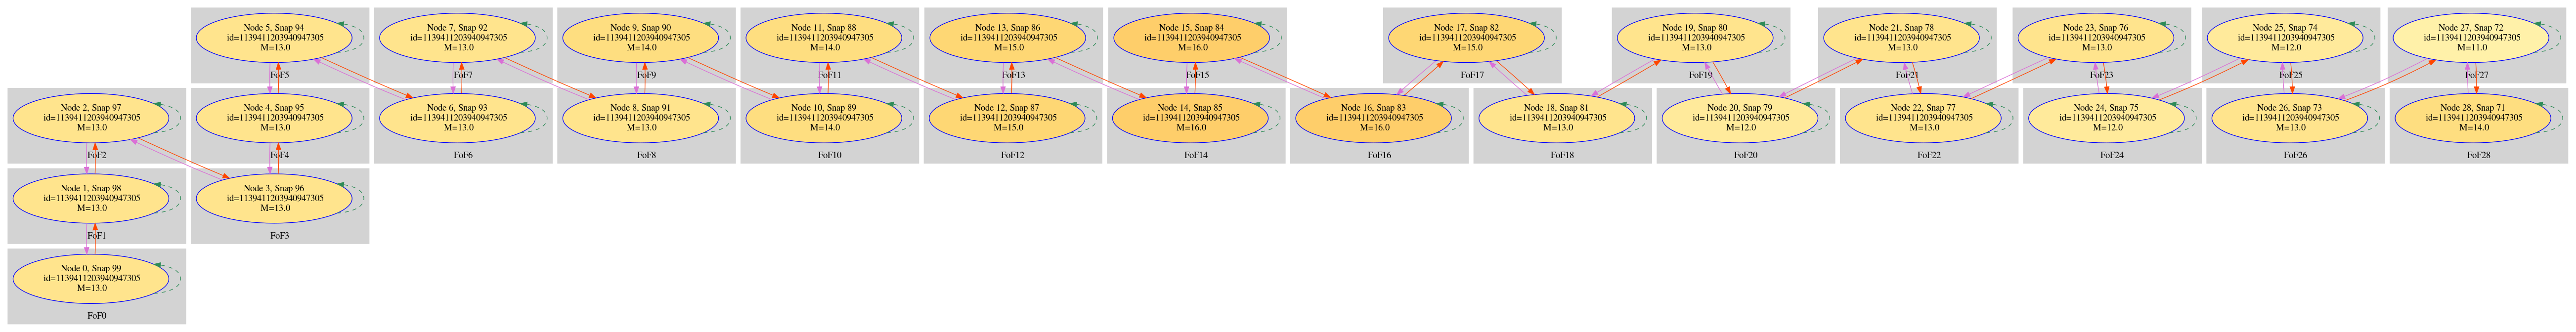 Node 5, Snap 94
id=1139411203940947305
M=13.0
FoF5
Node 7, Snap 92
id=1139411203940947305
M=13.0
FoF7
Node 9, Snap 90
id=1139411203940947305
M=14.0
FoF9
Node 11, Snap 88
id=1139411203940947305
M=14.0
FoF11
Node 13, Snap 86
id=1139411203940947305
M=15.0
FoF13
Node 15, Snap 84
id=1139411203940947305
M=16.0
FoF15
Node 17, Snap 82
id=1139411203940947305
M=15.0
FoF17
Node 19, Snap 80
id=1139411203940947305
M=13.0
FoF19
Node 21, Snap 78
id=1139411203940947305
M=13.0
FoF21
Node 23, Snap 76
id=1139411203940947305
M=13.0
FoF23
Node 25, Snap 74
id=1139411203940947305
M=12.0
FoF25
Node 27, Snap 72
id=1139411203940947305
M=11.0
FoF27
Node 2, Snap 97
id=1139411203940947305
M=13.0
FoF2
Node 4, Snap 95
id=1139411203940947305
M=13.0
FoF4
Node 6, Snap 93
id=1139411203940947305
M=13.0
FoF6
Node 8, Snap 91
id=1139411203940947305
M=13.0
FoF8
Node 10, Snap 89
id=1139411203940947305
M=14.0
FoF10
Node 12, Snap 87
id=1139411203940947305
M=15.0
FoF12
Node 14, Snap 85
id=1139411203940947305
M=16.0
FoF14
Node 16, Snap 83
id=1139411203940947305
M=16.0
FoF16
Node 18, Snap 81
id=1139411203940947305
M=13.0
FoF18
Node 20, Snap 79
id=1139411203940947305
M=12.0
FoF20
Node 22, Snap 77
id=1139411203940947305
M=13.0
FoF22
Node 24, Snap 75
id=1139411203940947305
M=12.0
FoF24
Node 26, Snap 73
id=1139411203940947305
M=13.0
FoF26
Node 28, Snap 71
id=1139411203940947305
M=14.0
FoF28
Node 1, Snap 98
id=1139411203940947305
M=13.0
FoF1
Node 3, Snap 96
id=1139411203940947305
M=13.0
FoF3
Node 0, Snap 99
id=1139411203940947305
M=13.0
FoF0